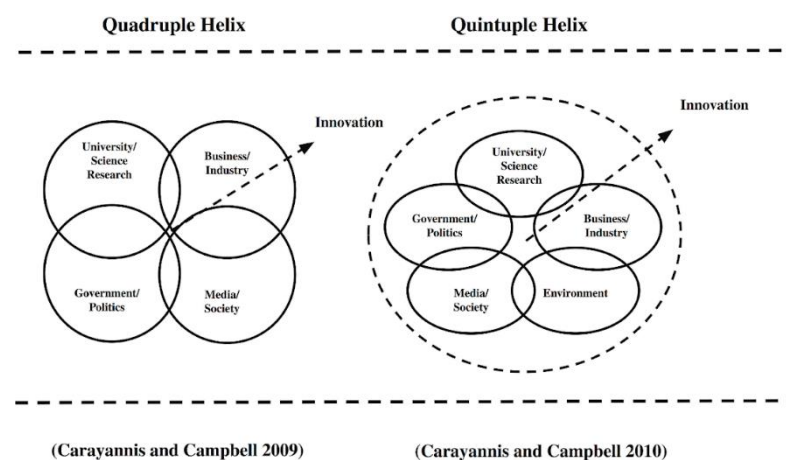 Quadruple Helix
Quintuple Helix
Innovation
University/
Science
Research
Business/
Industry
Government/
Politics
Media/
Society
Innovation
University/
Science
Research
Government/
Politics
Business/
Industry
Media/
Society
Environment
(Carayannis and Campbell 2009)
(Carayannis and Campbell 2010)